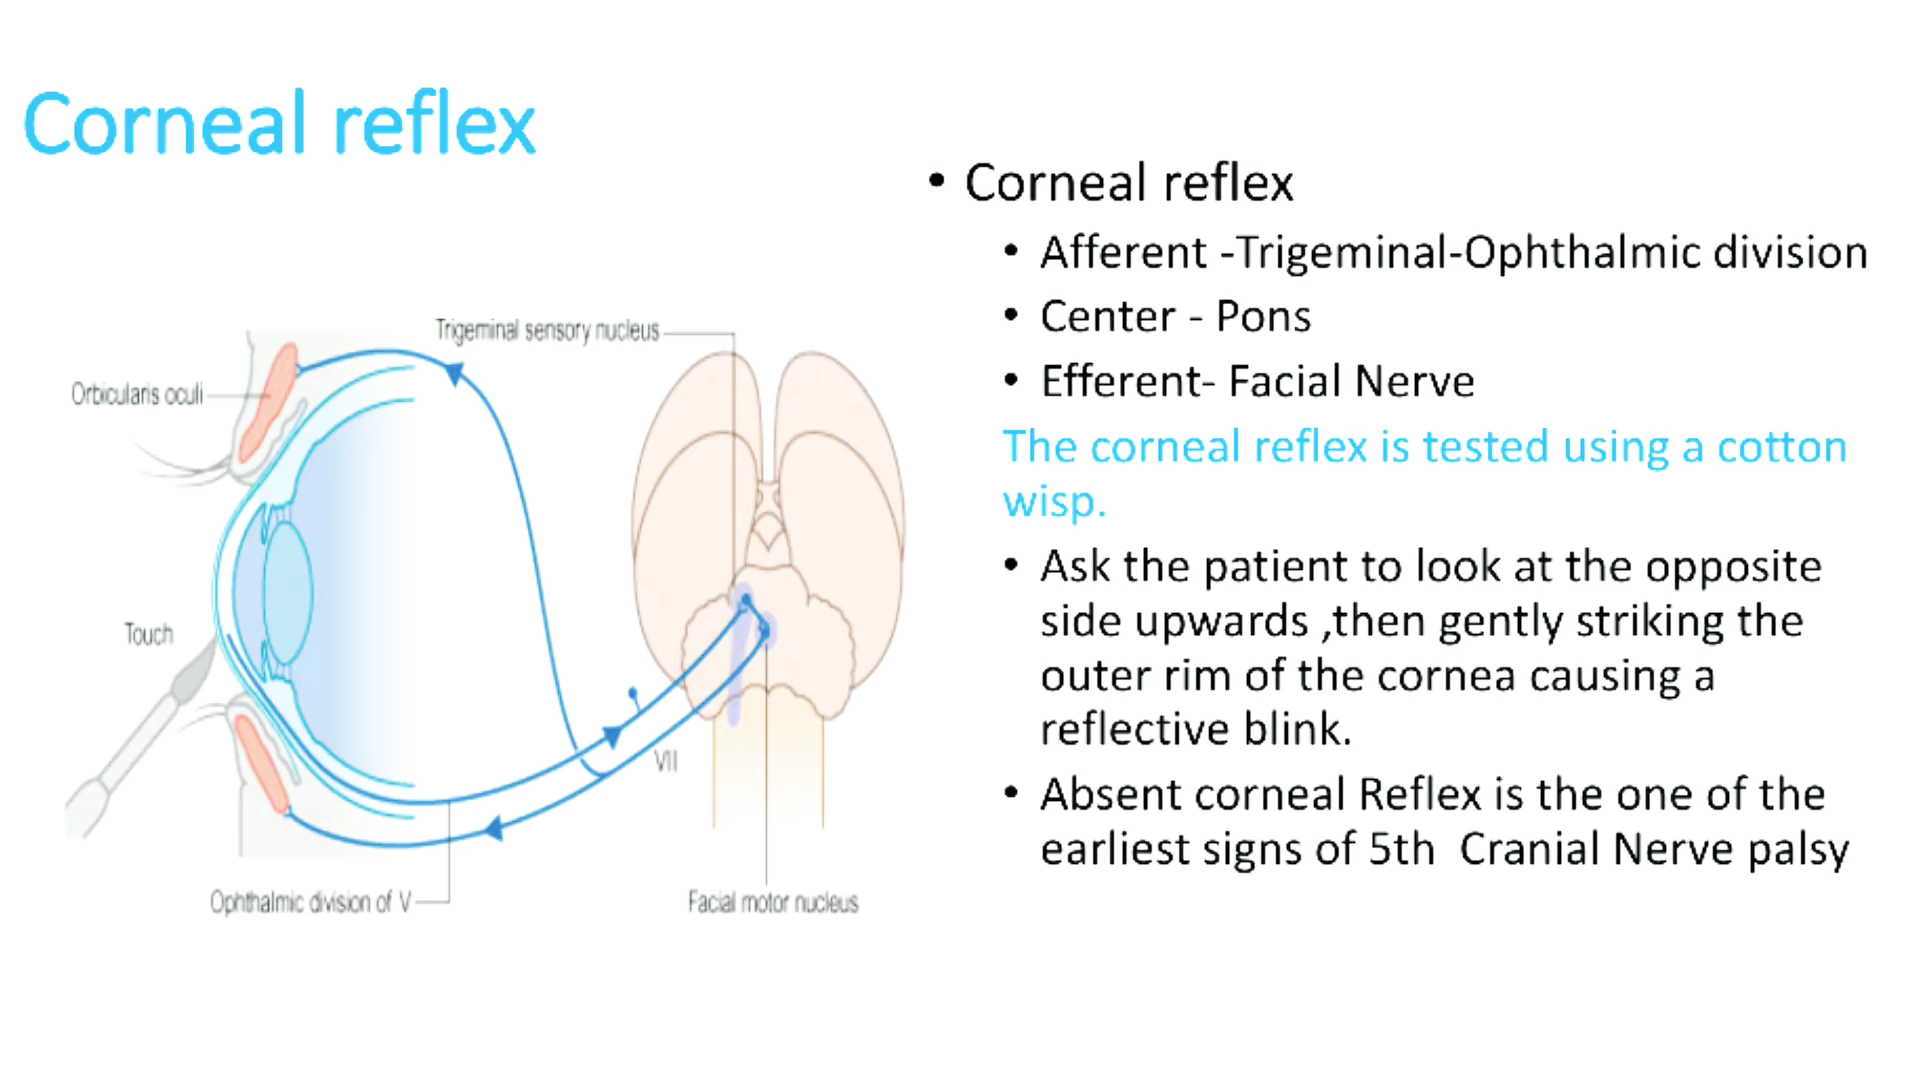 Corneal reflex
• Corneal reflex
• Afferent -Trigeminal-Ophthalmic division
• Center - Pons
• Efferent- Facial Nerve
The corneal reflex is tested using a cotton
wisp.
• Ask the patient to look at the opposite
side upwards ,then gently striking the
outer rim of the cornea causing a
reflective blink.
• Absent corneal Reflex is the one of the
earliest signs of 5th  Cranial Nerve palsy
Trigeminal sensory nucleus
Orbicularis oculi
Touch
VII
Ophthalmic division of V
Facial motor nucleus